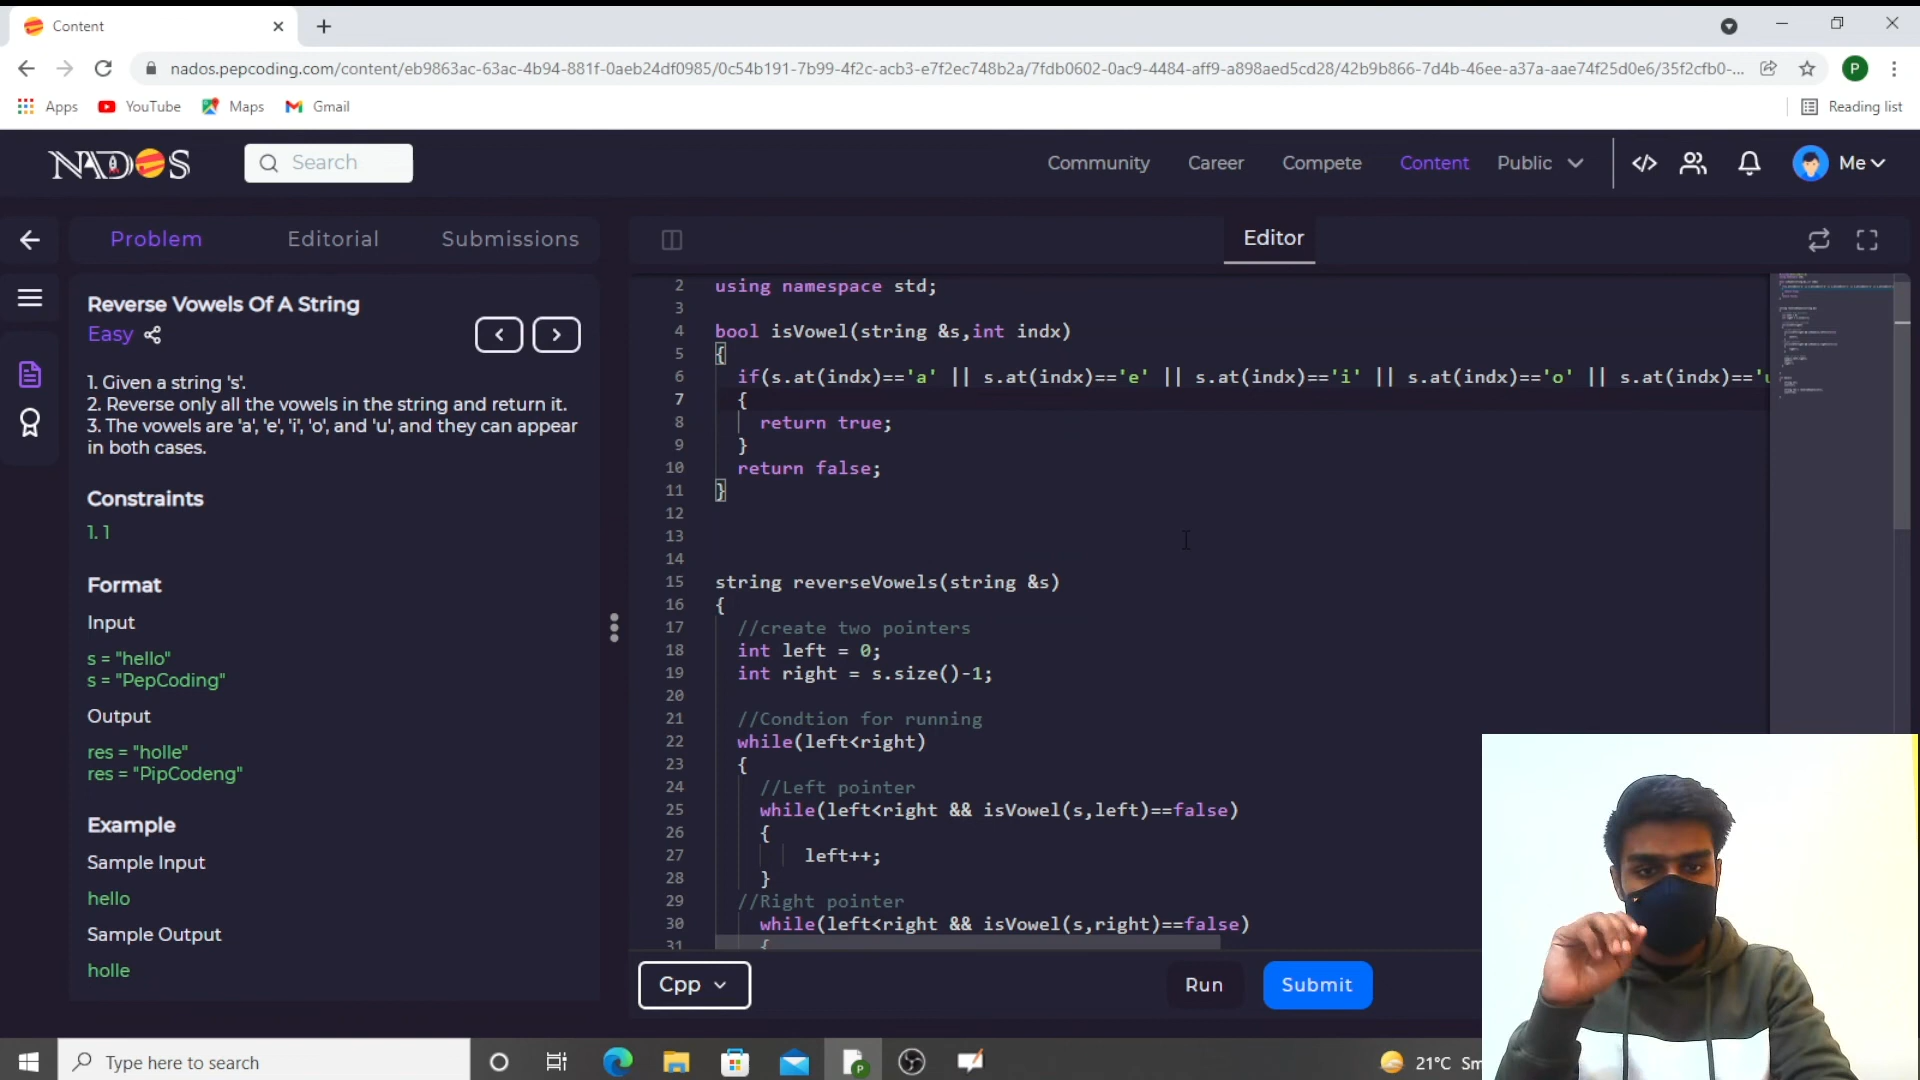 Content
nados.pepcoding.com/content/eb9863ac-63ac-4b94-881f-0aeb24df0985/0c54b191-7b99-4f2c-acb3-e7f2ec748b2a/7fdb0602-0ac9-4484-aff9-a898aed5cd28/42b9b866-7d4b-46ee-a37a-aae74f25d0e6/35f2cfb0-...
P
Apps YouTube Maps Gmail
Reading list
NADOS
Search
Community Career Compete Content Public Me
Problem Editorial Submissions
Editor
Reverse Vowels Of A String
Easy
1. Given a string 's'.
2. Reverse only all the vowels in the string and return it.
3. The vowels are 'a', 'e', 'i', 'o', and 'u', and they can appear
in both cases.
Constraints
1. 1
Format
Input
s = "hello"
s = "PepCoding"
Output
res = "holle"
res = "PipCodeng"
Example
Sample Input
hello
Sample Output
holle
2 using namespace std;
3
4 bool isVowel(string &s,int indx)
5 {
6 if(s.at(indx)=='a' || s.at(indx)=='e' || s.at(indx)=='i' || s.at(indx)=='o' || s.at(indx)=='u
7 {
8 return true;
9 }
10 return false;
11 }
12
13
14
15 string reverseVowels(string &s)
16 {
17 //create two pointers
18 int left = 0;
19 int right = s.size()-1;
20
21 //Condtion for running
22 while(left<right)
23 {
24 //Left pointer
25 while(left<right && isVowel(s,left)==false)
26 {
27 left++;
28 }
29 //Right pointer
30 while(left<right && isVowel(s,right)==false)
31 {
Cpp
Run Submit
Type here to search
21°C